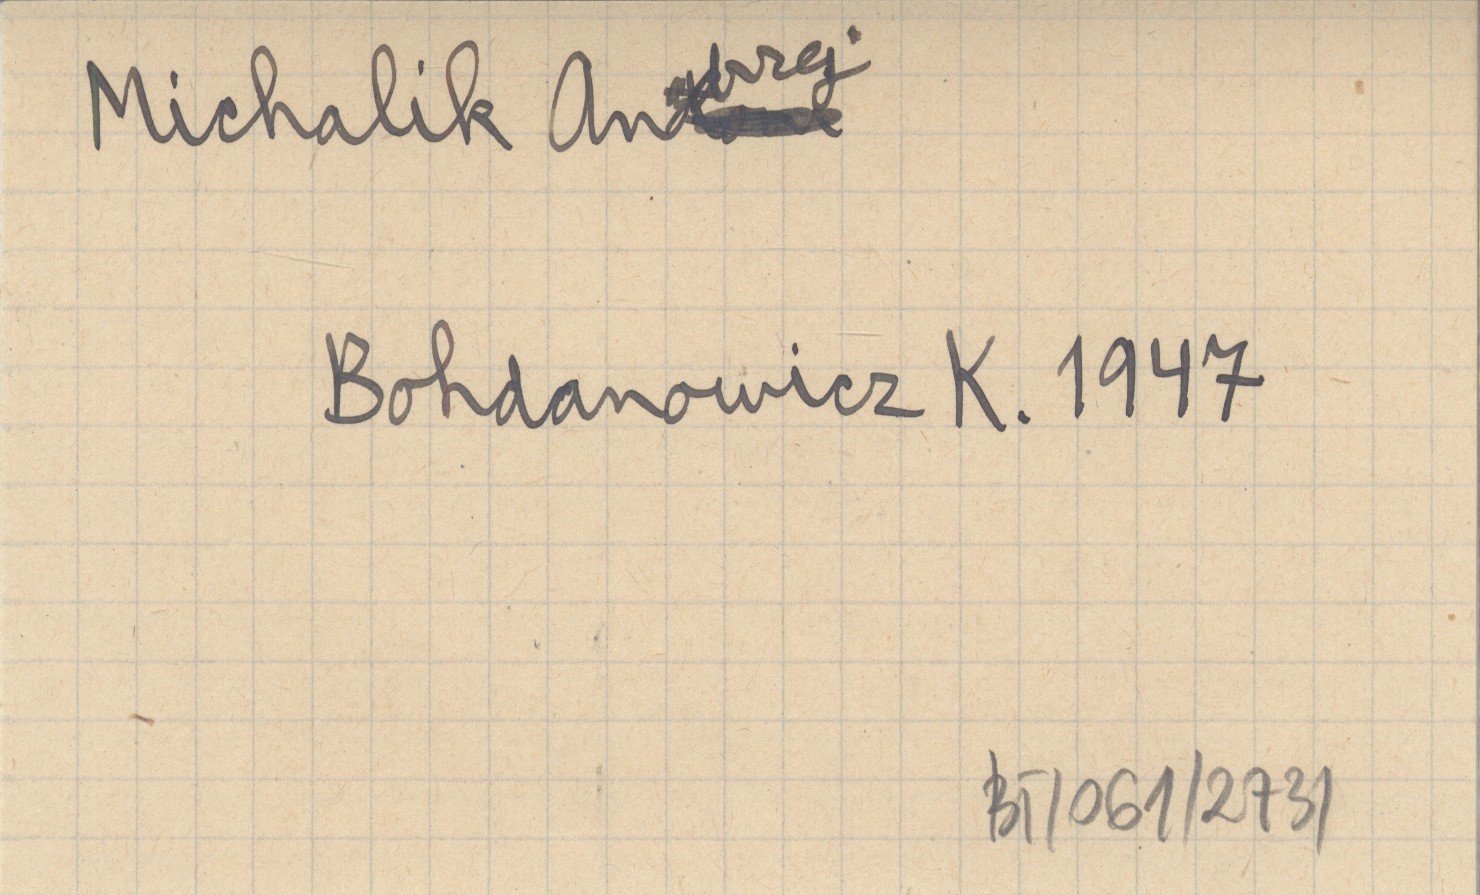 Michalik Andrzej
Bohdanowicz K. 1947
BT/061/2731